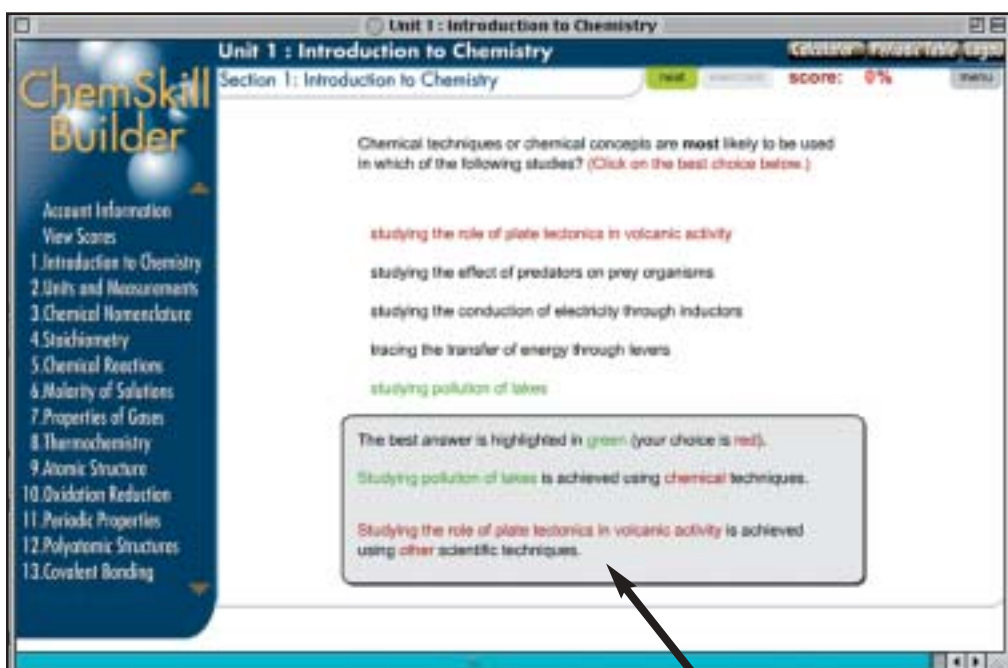 Unit 1 : Introduction to Chemistry
Unit 1 : Introduction to Chemistry
Calculator Periodic Table Login
Section 1: Introduction to Chemistry
next
score: 0%
menu
ChemSkill
Builder
Account Information
View Scores
1.Introduction to Chemistry
2.Units and Measurements
3.Chemical Nomenclature
4.Stoichiometry
5.Chemical Reactions
6.Molarity of Solutions
7.Properties of Gases
8.Thermochemistry
9.Atomic Structure
10.Oxidation Reduction
11.Periodic Properties
12.Polyatomic Structures
13.Covalent Bonding
Chemical techniques or chemical concepts are most likely to be used
in which of the following studies? (Click on the best choice below.)
studying the role of plate tectonics in volcanic activity
studying the effect of predators on prey organisms
studying the conduction of electricity through inductors
tracing the transfer of energy through levers
studying pollution of lakes
The best answer is highlighted in green (your choice is red).
Studying pollution of lakes is achieved using chemical techniques.
Studying the role of plate tectonics in volcanic activity is achieved
using other scientific techniques.